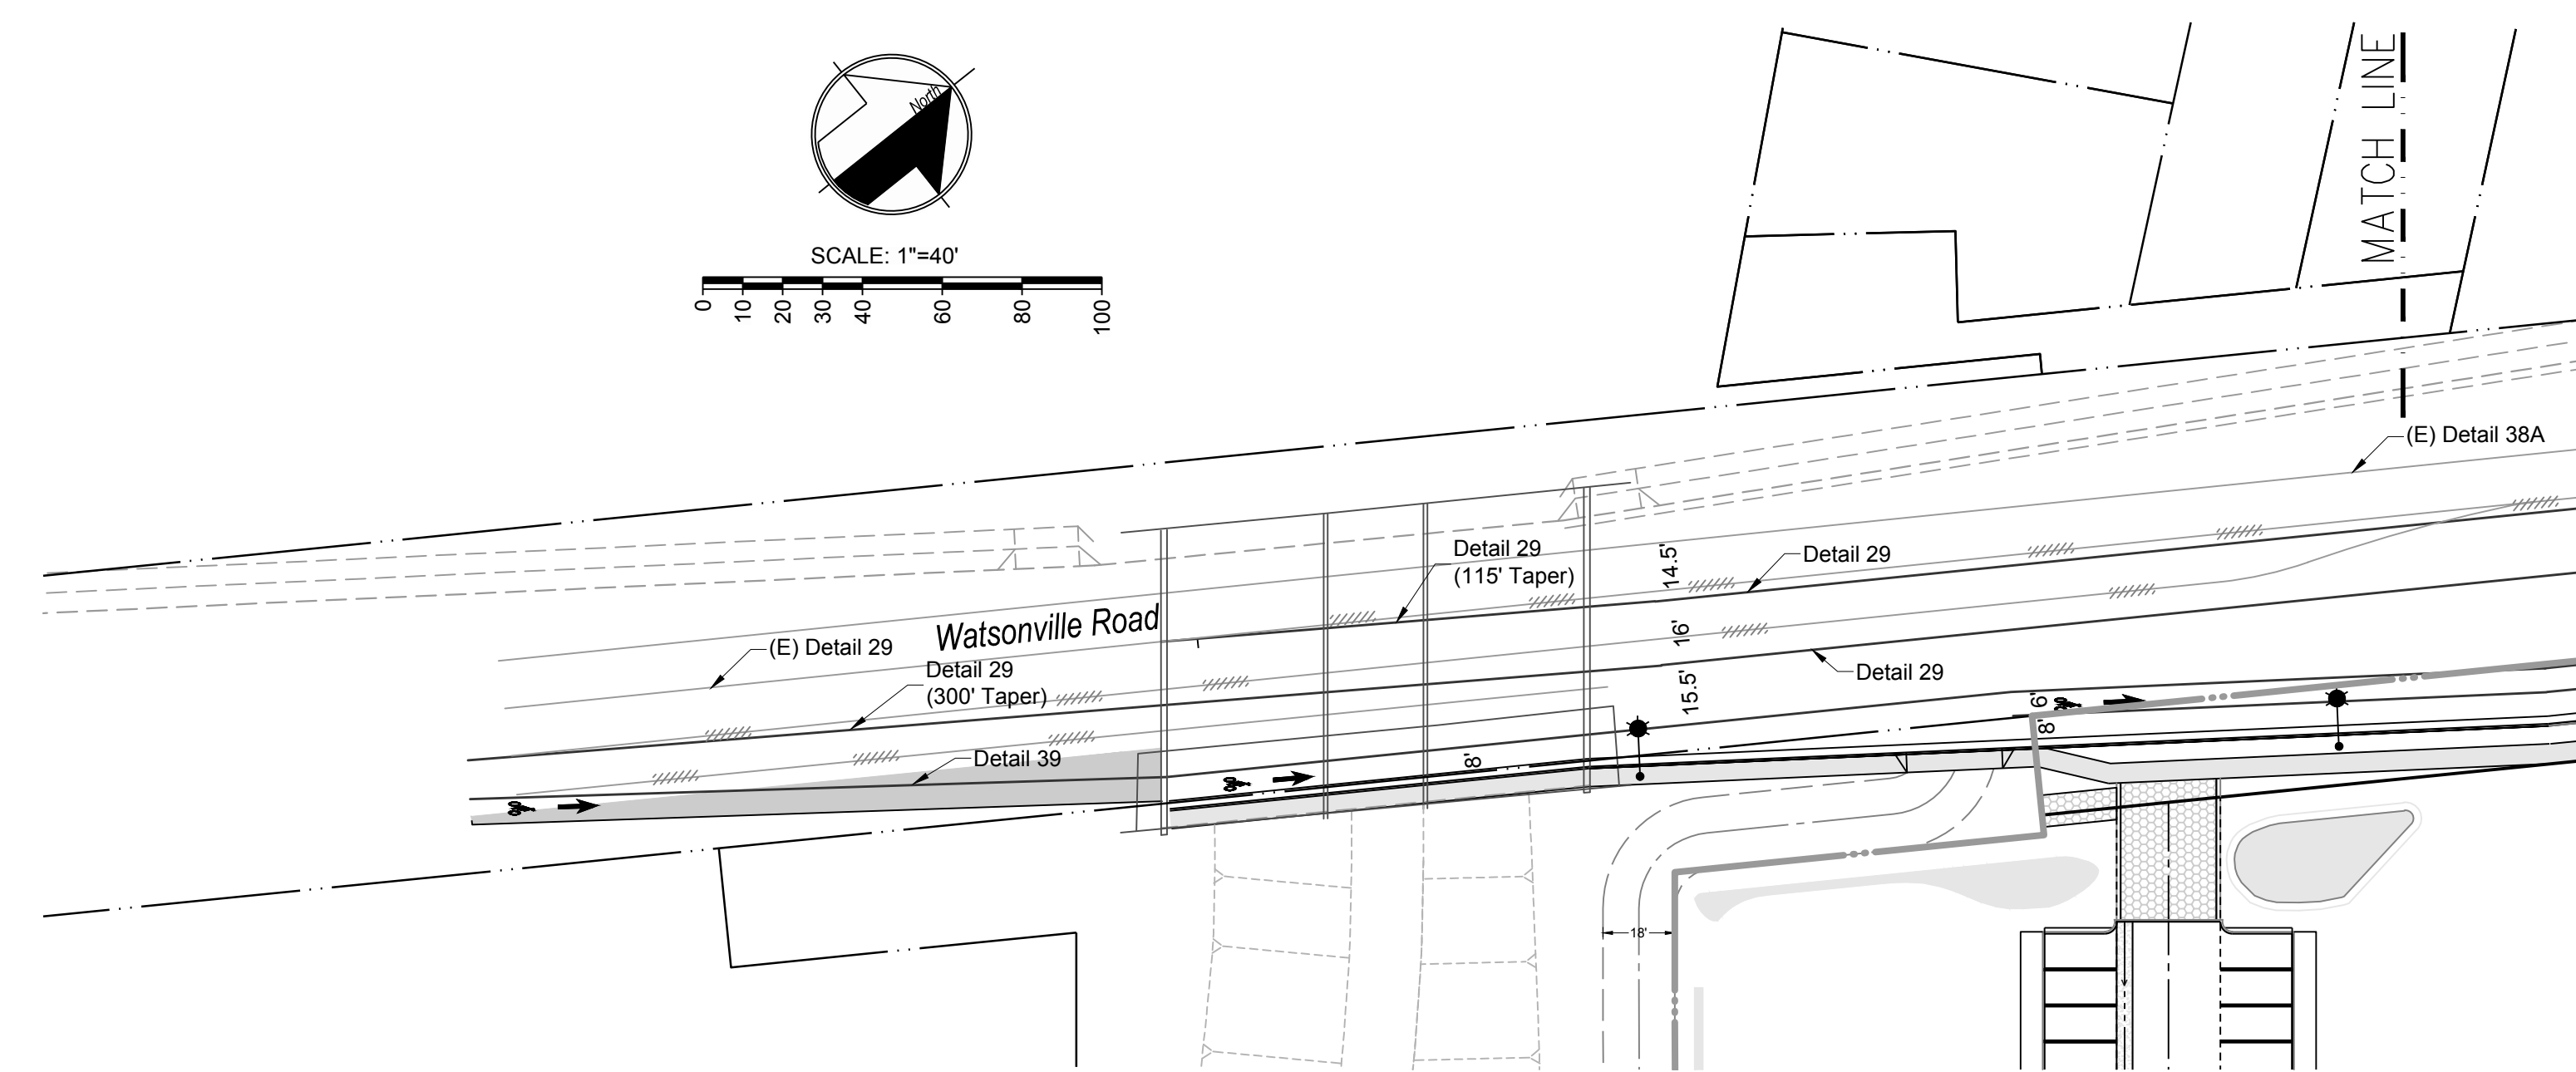 MATCH LINE
North
SCALE: 1"=40'
0 10 20 30 40 60 80 100
(E) Detail 38A
Detail 29
(115' Taper)
14.5'
Detail 29
Watsonville Road
(E) Detail 29
Detail 29
(300' Taper)
16'
Detail 29
15.5'
6'
8'
Detail 39
8'
18'